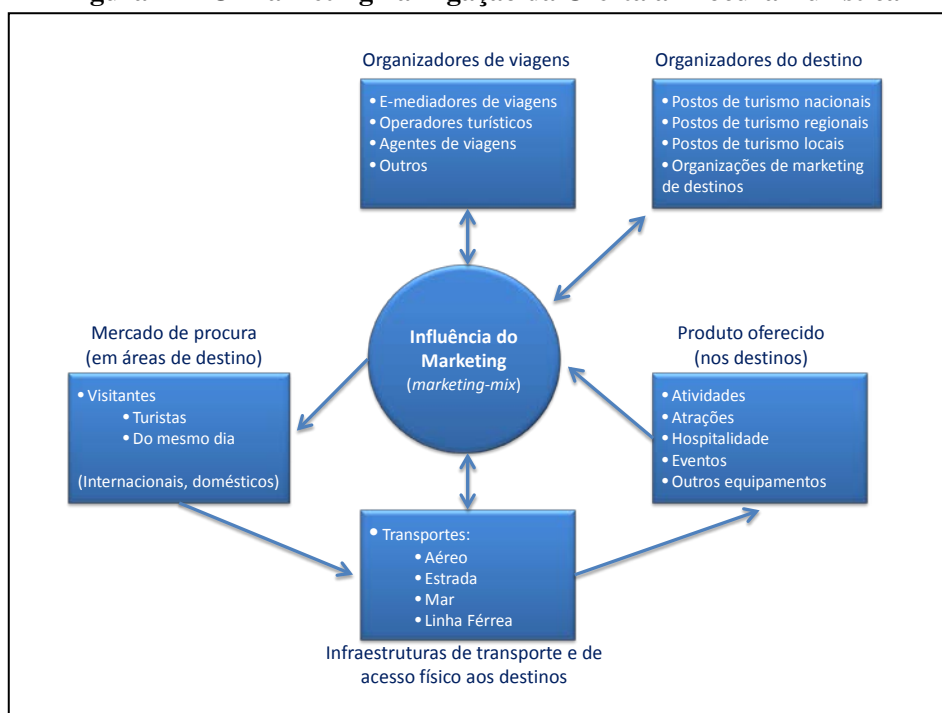 Organizadores de viagens
• E-mediadores de viagens
• Operadores turísticos
• Agentes de viagens
• Outros
Organizadores do destino
• Postos de turismo nacionais
• Postos de turismo regionais
• Postos de turismo locais
• Organizações de marketing
de destinos
Influência do
Marketing
(marketing-mix)
Mercado de procura
(em áreas de destino)
• Visitantes
• Turistas
• Do mesmo dia
(Internacionais, domésticos)
Produto oferecido
(nos destinos)
• Atividades
• Atrações
• Hospitalidade
• Eventos
• Outros equipamentos
• Transportes:
• Aéreo
• Estrada
• Mar
• Linha Férrea
Infraestruturas de transporte e de
acesso físico aos destinos